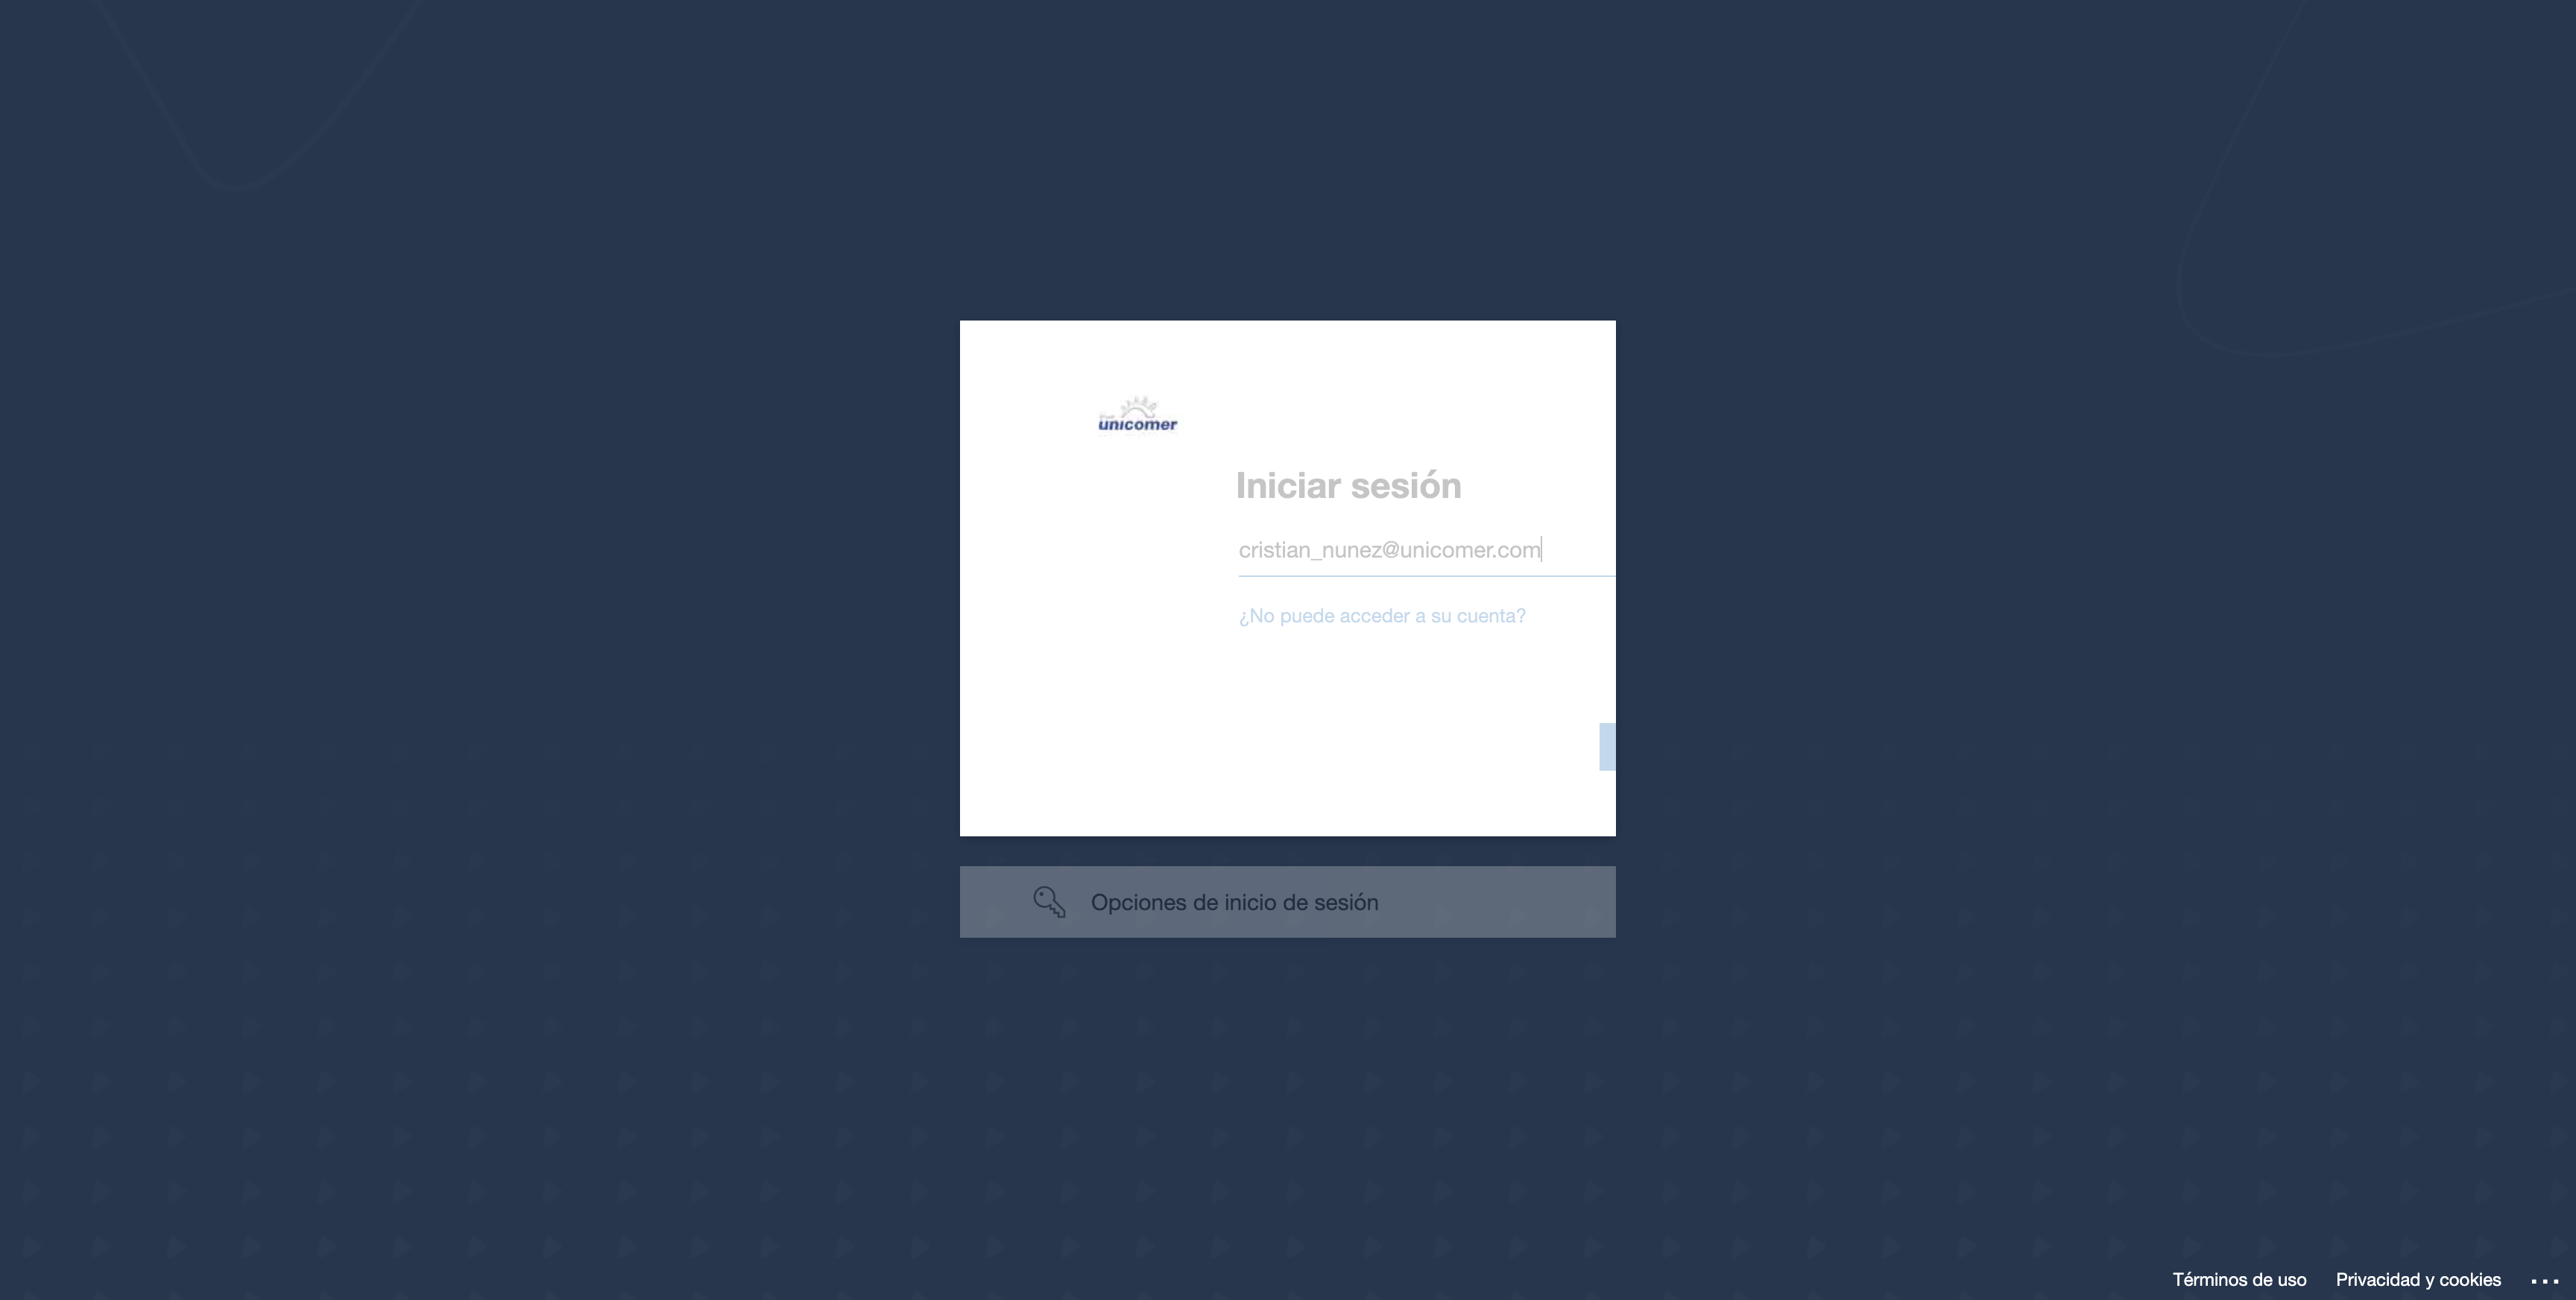 unicomer
Iniciar sesión
cristian_nunez@unicomer.com
¿No puede acceder a su cuenta?
Opciones de inicio de sesión
Términos de uso Privacidad y cookies ...